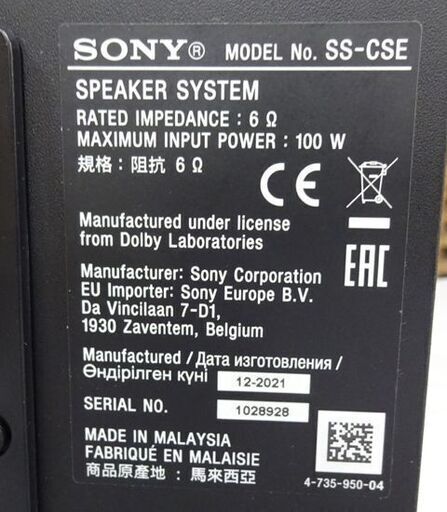 SONY® MODEL No. SS-CSE
SPEAKER SYSTEM
RATED IMPEDANCE : 6 Ω
MAXIMUM INPUT POWER : 100 W
規格 : 阻抗 6 Ω
CE
Manufactured under license
from Dolby Laboratories
EAC
Manufacturer: Sony Corporation
EU Importer: Sony Europe B.V.
Da Vincilaan 7-D1,
1930 Zaventem, Belgium
Manufactured / Дата изготовления /
Өндірілген күні 12-2021
SERIAL NO. 1028928
MADE IN MALAYSIA
FABRIQUÉ EN MALAISIE
商品原產地 : 馬來西亞
4-735-950-04